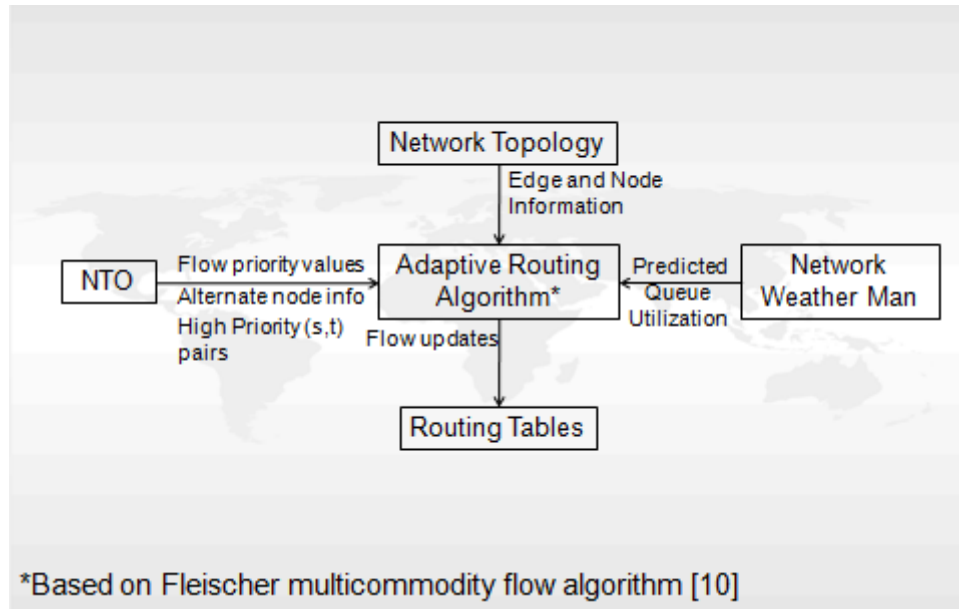 Network Topology
Edge and Node
Information
NTO
Flow priority values
Alternate node info
High Priority (s,t)
pairs
Adaptive Routing
Algorithm*
Predicted
Queue
Utilization
Network
Weather Man
Flow updates
Routing Tables
*Based on Fleischer multicommodity flow algorithm [10]